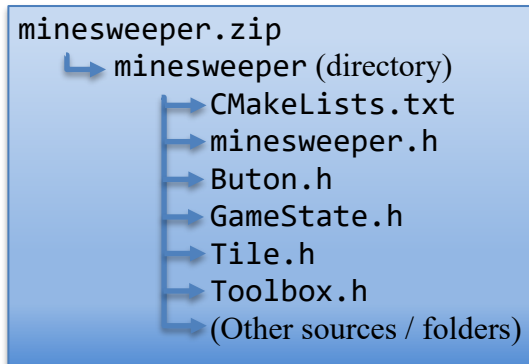 minesweeper.zip
minesweeper (directory)
CMakeLists.txt
minesweeper.h
Buton.h
GameState.h
Tile.h
Toolbox.h
(Other sources / folders)